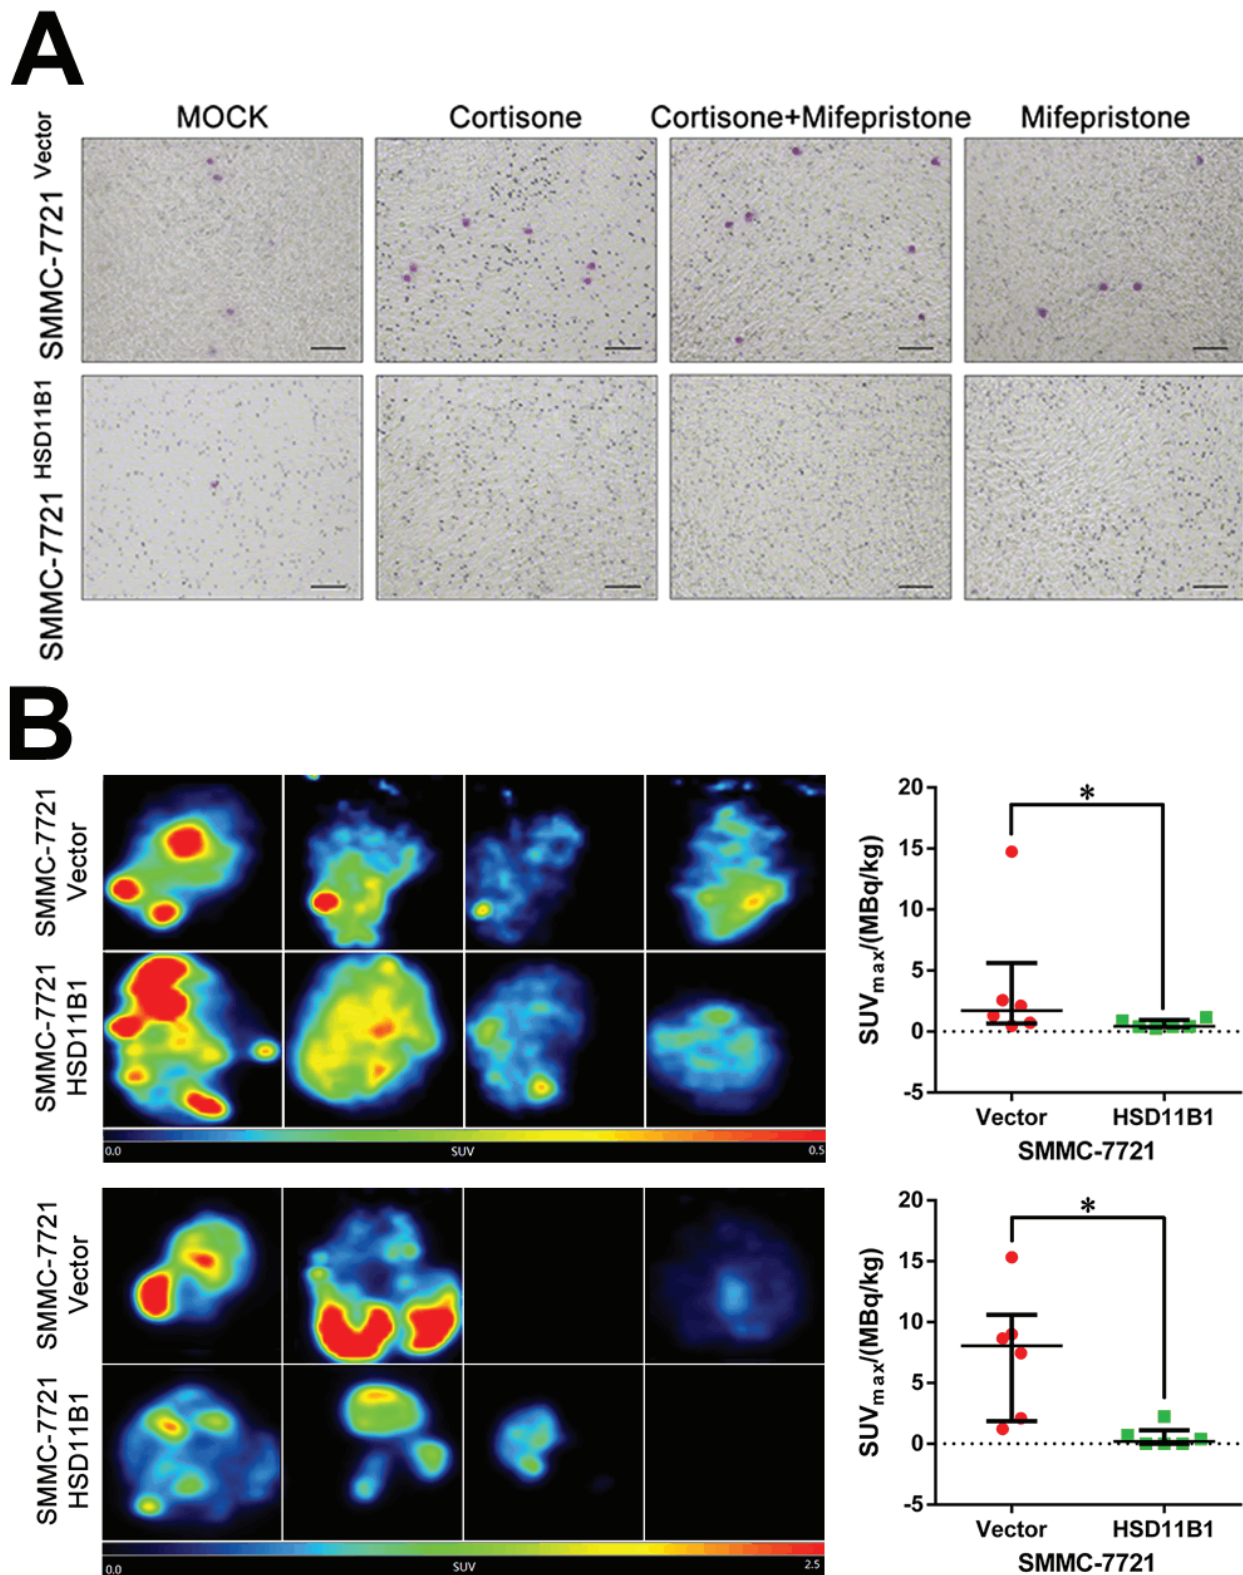 A
MOCK
Cortisone
Cortisone+Mifepristone
Mifepristone
SMMC-7721 Vector
SMMC-7721 HSD11B1
B
SMMC-7721
Vector
SMMC-7721
HSD11B1
0.0
SUV
0.5
20
15
10
5
0
-5
SUVmax/(MBq/kg)
*
Vector
HSD11B1
SMMC-7721
SMMC-7721
Vector
SMMC-7721
HSD11B1
0.0
SUV
2.5
20
15
10
5
0
-5
SUVmax/(MBq/kg)
*
Vector
HSD11B1
SMMC-7721